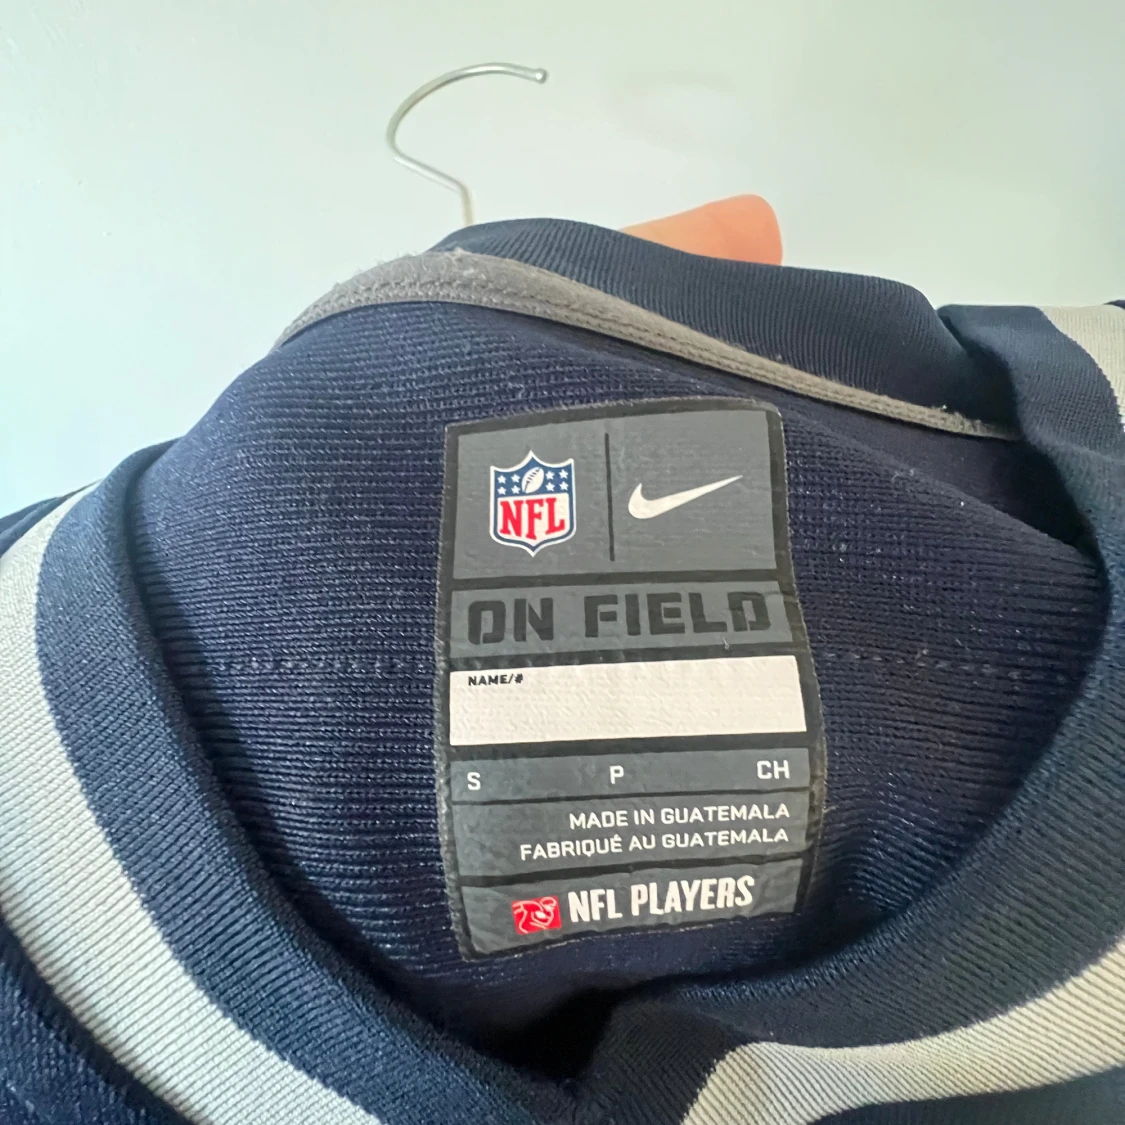 NFL
ON FIELD
NAME/#
S P CH
MADE IN GUATEMALA
FABRIQUÉ AU GUATEMALA
NFL PLAYERS